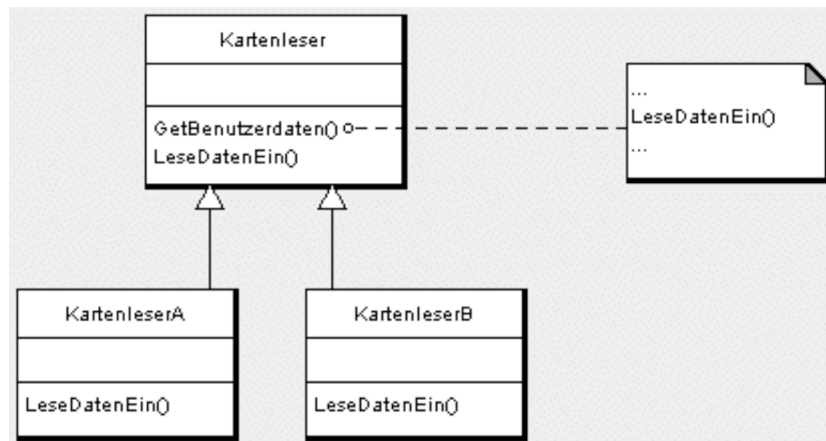 Kartenleser
GetBenutzerdaten()
LeseDatenEin()
...
LeseDatenEin()
...
KartenleserA
LeseDatenEin()
KartenleserB
LeseDatenEin()